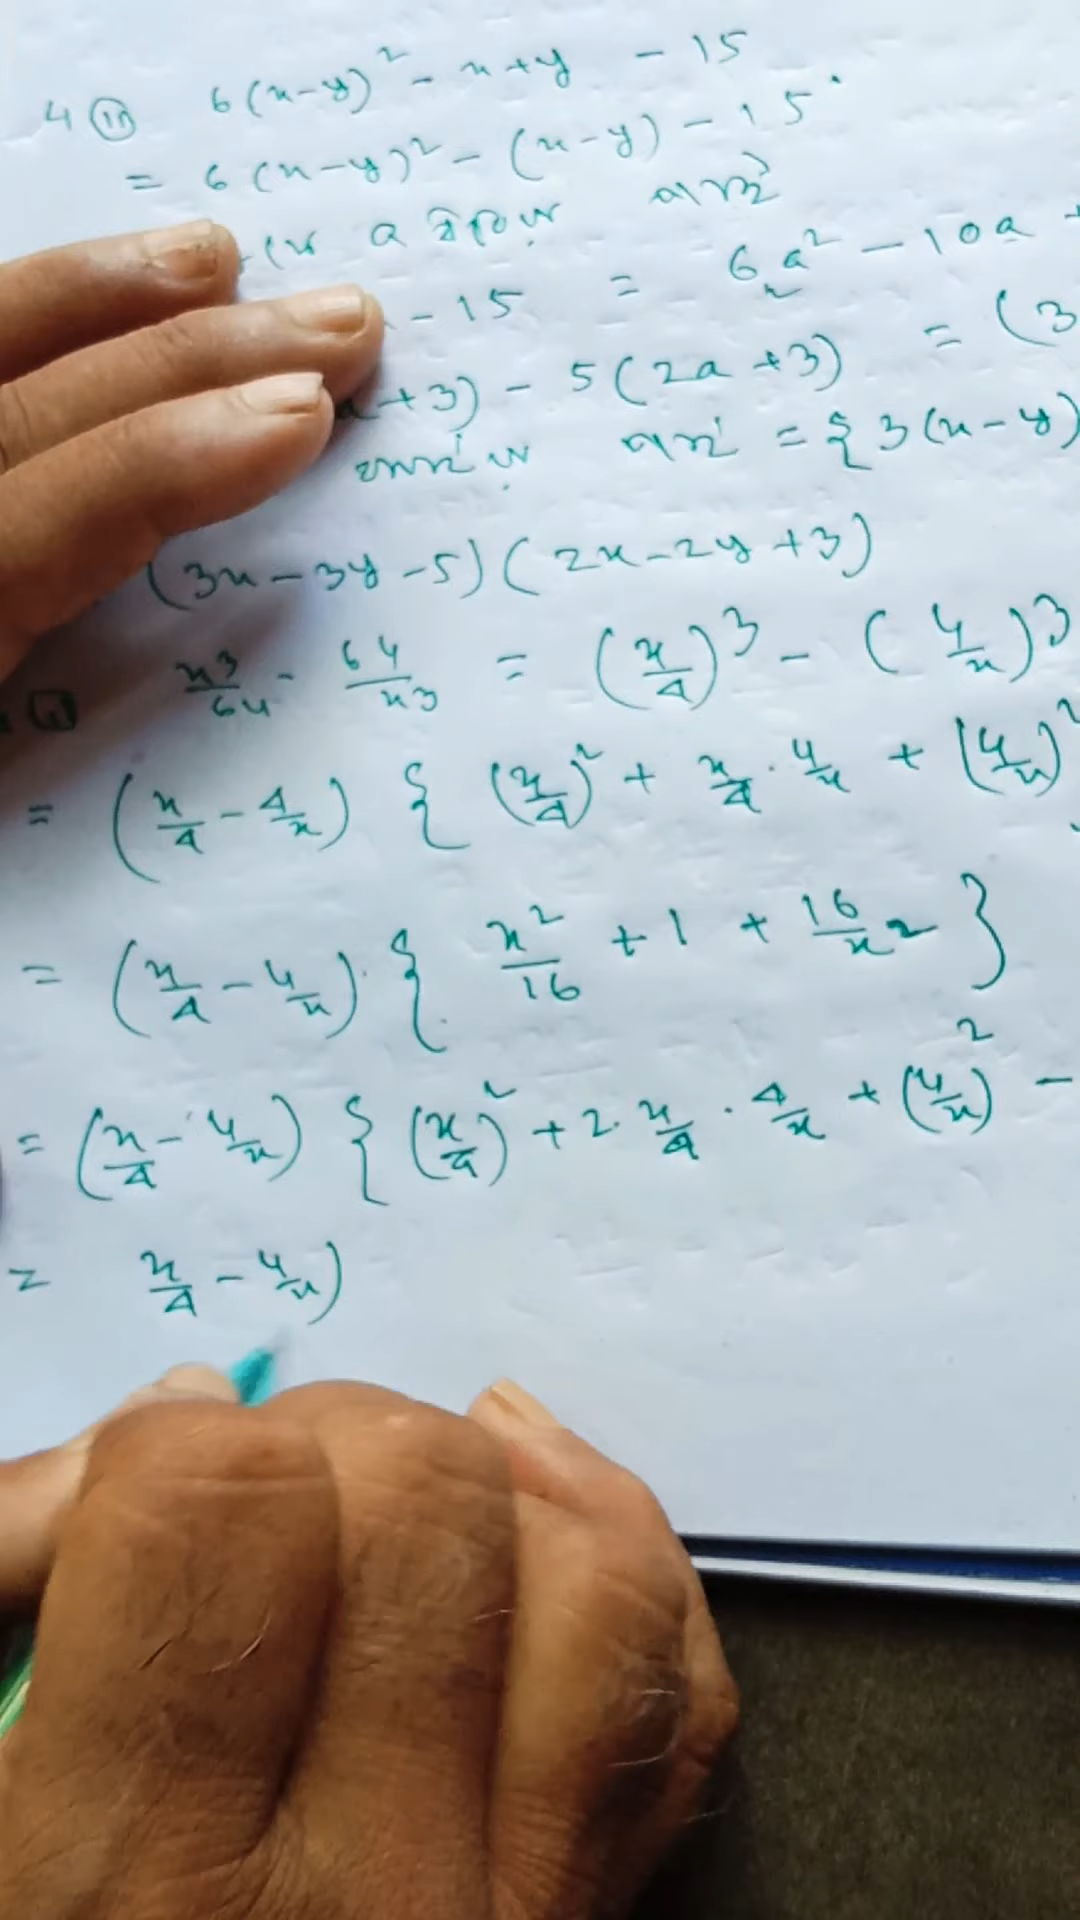 4 (iii) 6(x-y)² - x+y - 15
= 6(x-y)² - (x-y) - 15
a
- 15 = 6a² - 10a +
a+3) - 5(2a+3) = (3
= {3(x-y)
(3x-3y-5)(2x-2y+3)
x³/64 - 64/x³ = (x/4)³ - (4/x)³
= (x/4 - 4/x) { (x/4)² + x/4 · 4/x + (4/x)²
= (x/4 - 4/x) · { x²/16 + 1 + 16/x² }
= (x/4 - 4/x) { (x/4)² + 2 · x/4 · 4/x + (4/x)² -
= x/4 - 4/x)